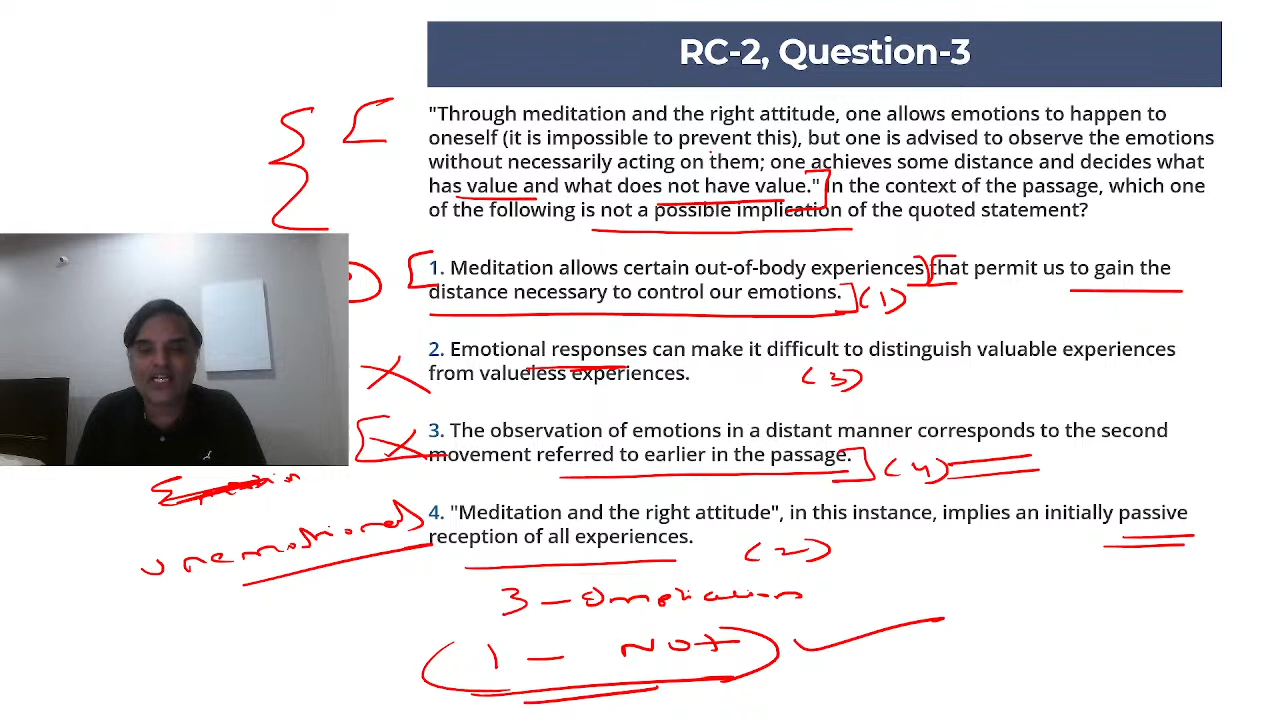 RC-2, Question-3
"Through meditation and the right attitude, one allows emotions to happen to
oneself (it is impossible to prevent this), but one is advised to observe the emotions
without necessarily acting on them; one achieves some distance and decides what
has value and what does not have value." In the context of the passage, which one
of the following is not a possible implication of the quoted statement?
1. Meditation allows certain out-of-body experiences that permit us to gain the
distance necessary to control our emotions.
(1)
2. Emotional responses can make it difficult to distinguish valuable experiences
from valueless experiences.
(3)
3. The observation of emotions in a distant manner corresponds to the second
movement referred to earlier in the passage.
(4)
4. "Meditation and the right attitude", in this instance, implies an initially passive
reception of all experiences.
(2)
unemotional
3 –
1 – NOT